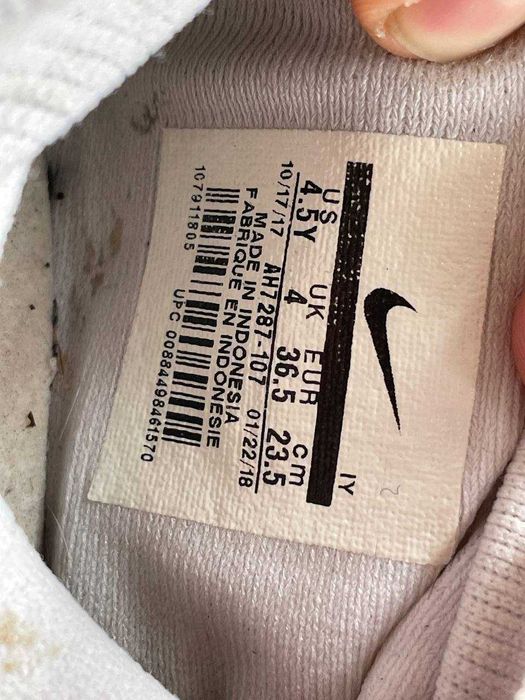 IY
US UK EUR cm
4.5Y 4 36.5 23.5
10/17/17 AH7287-107 01/22/18
MADE IN INDONESIA
FABRIQUE EN INDONESIE
107911805
UPC 00884498461570